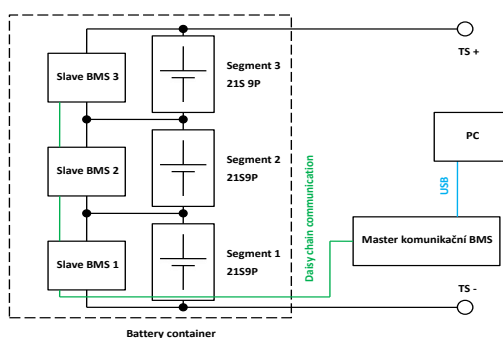 TS +
Slave BMS 3
Segment 3
21S 9P
PC
Slave BMS 2
Segment 2
21S9P
USB
Daisy chain communication
Master komunikační BMS
Slave BMS 1
Segment 1
21S9P
TS -
Battery container